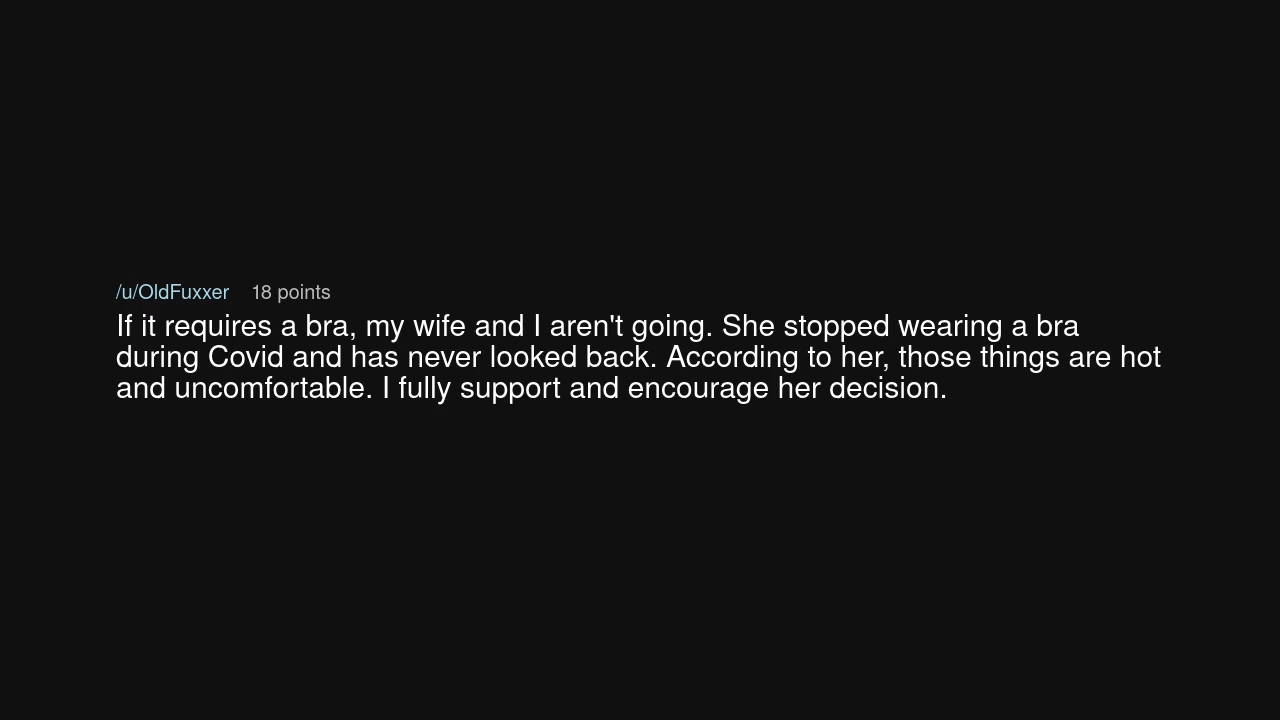 /u/OldFuxxer 18 points
If it requires a bra, my wife and I aren't going. She stopped wearing a bra
during Covid and has never looked back. According to her, those things are hot
and uncomfortable. I fully support and encourage her decision.